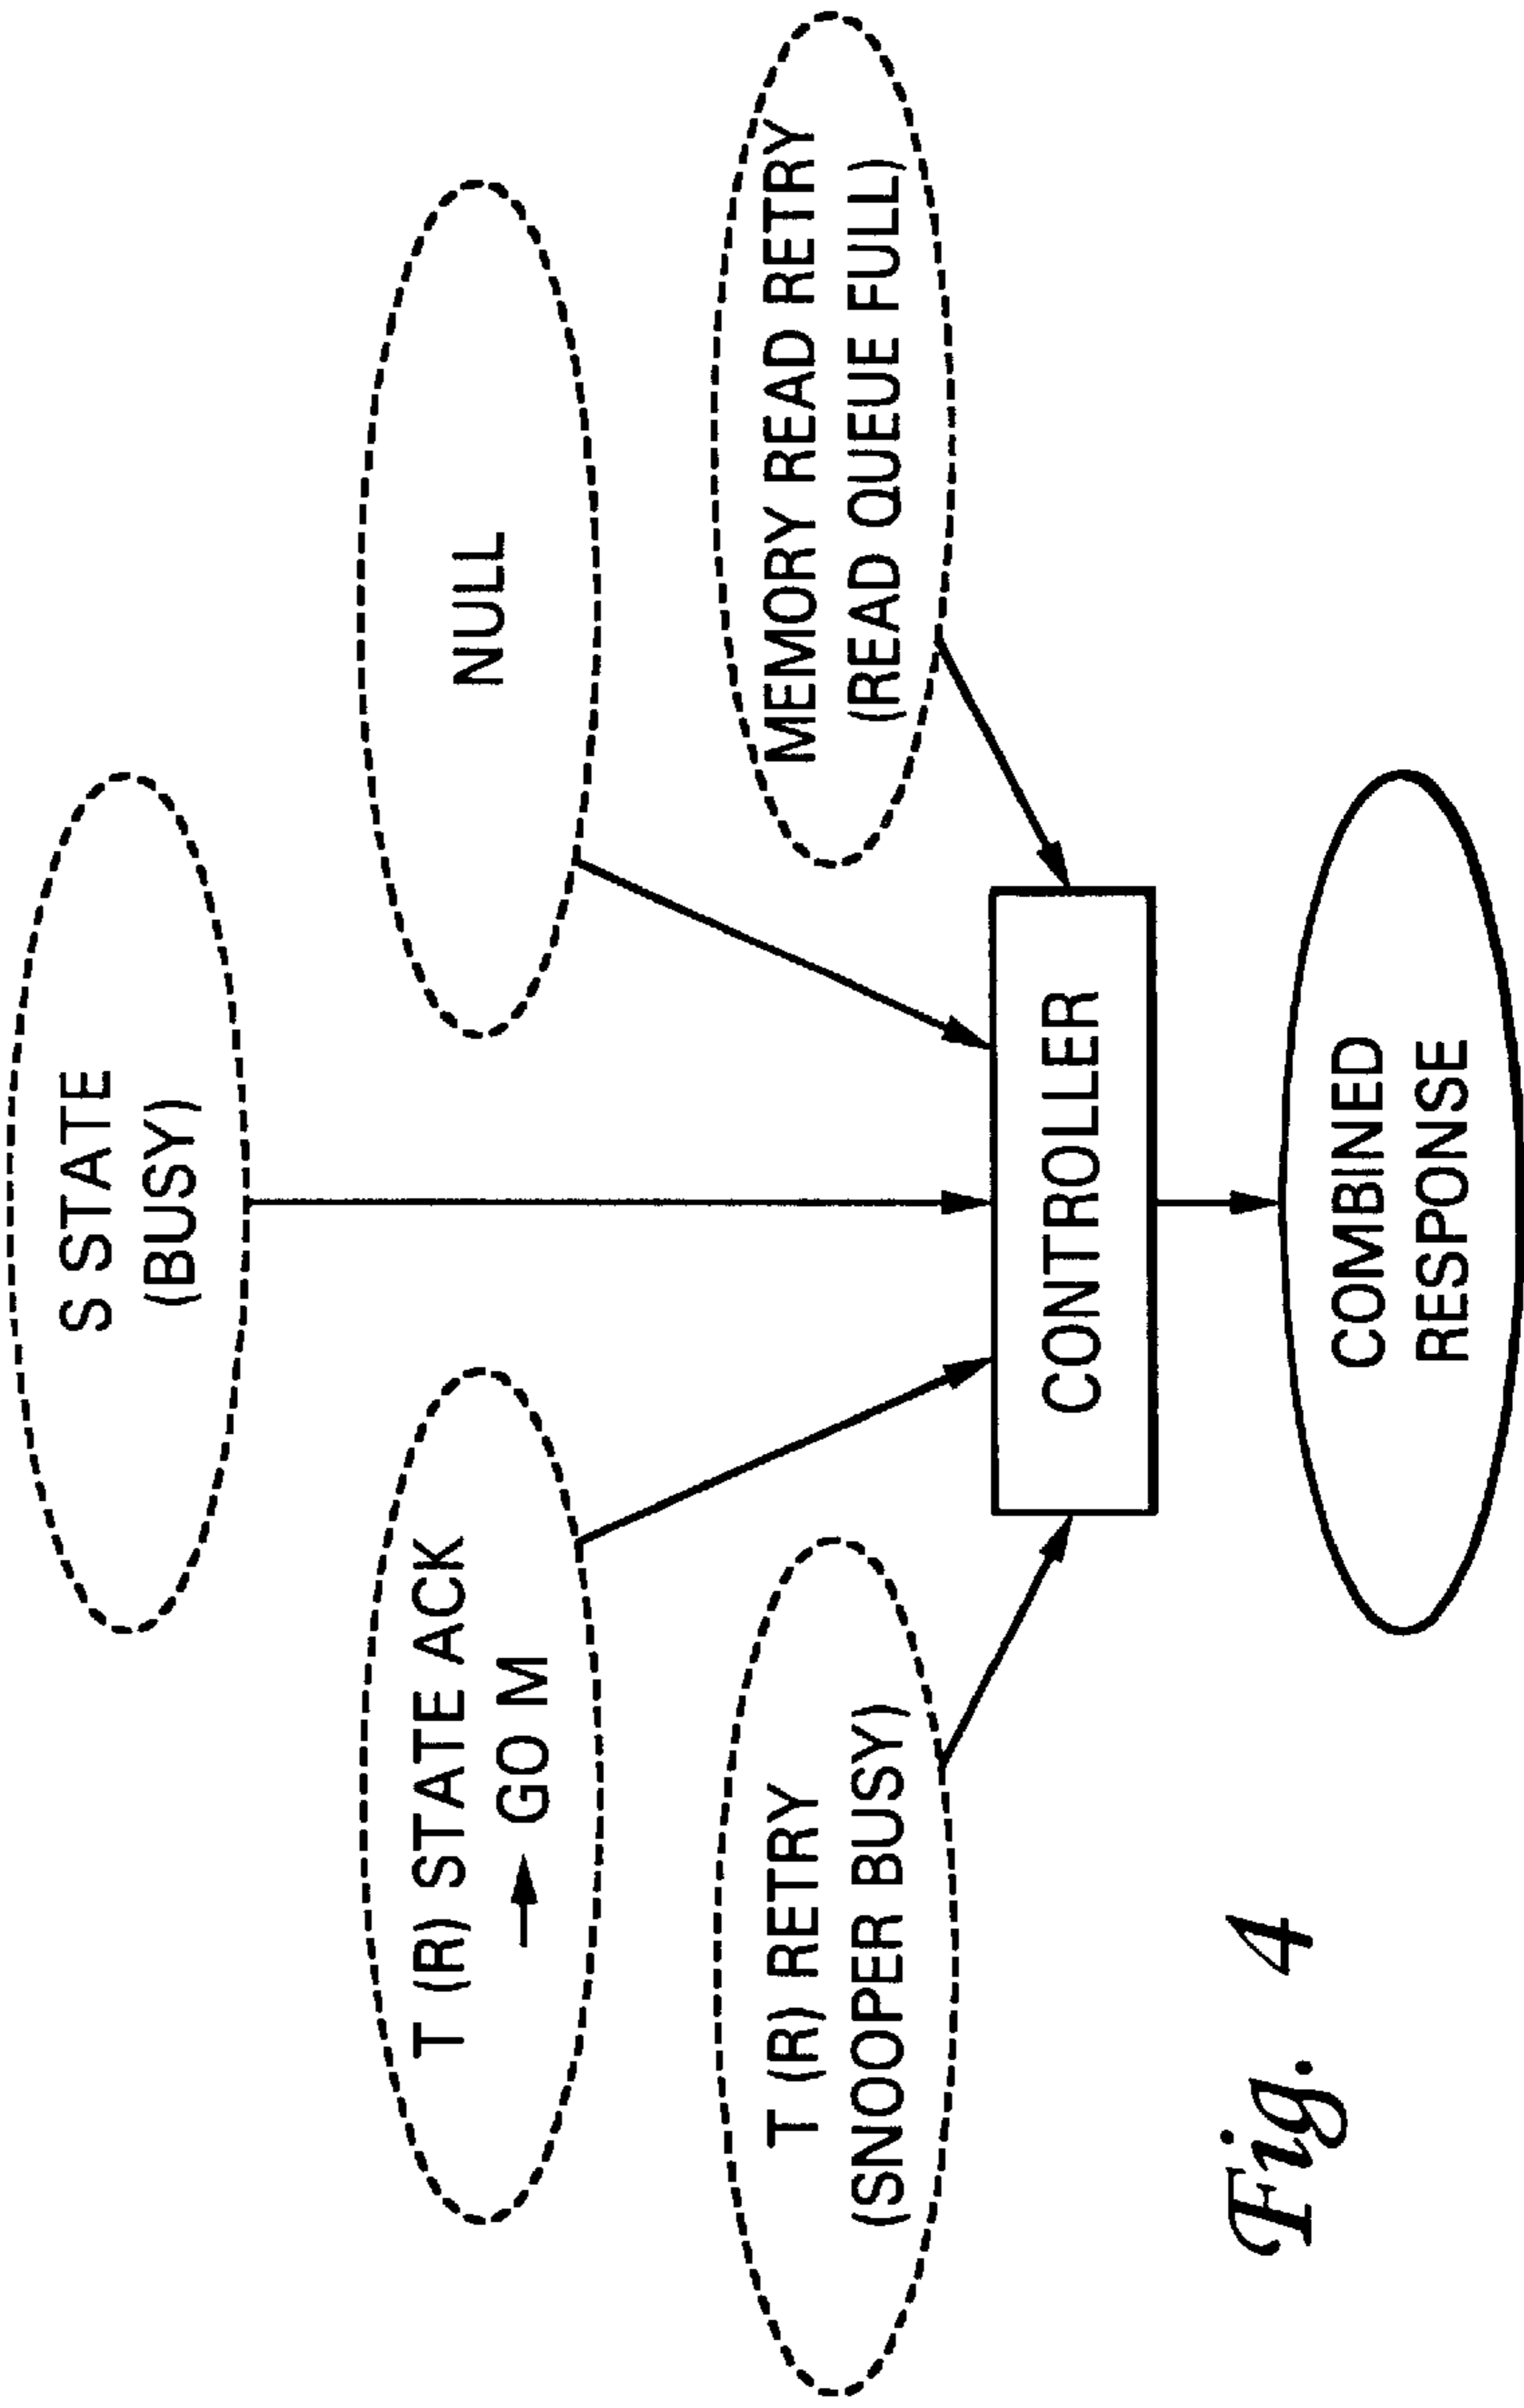 S STATE
(BUSY)
T (R) STATE ACK
→ GO M
NULL
T (R) RETRY
(SNOOPER BUSY)
MEMORY READ RETRY
(READ QUEUE FULL)
CONTROLLER
COMBINED
RESPONSE
Fig. 4